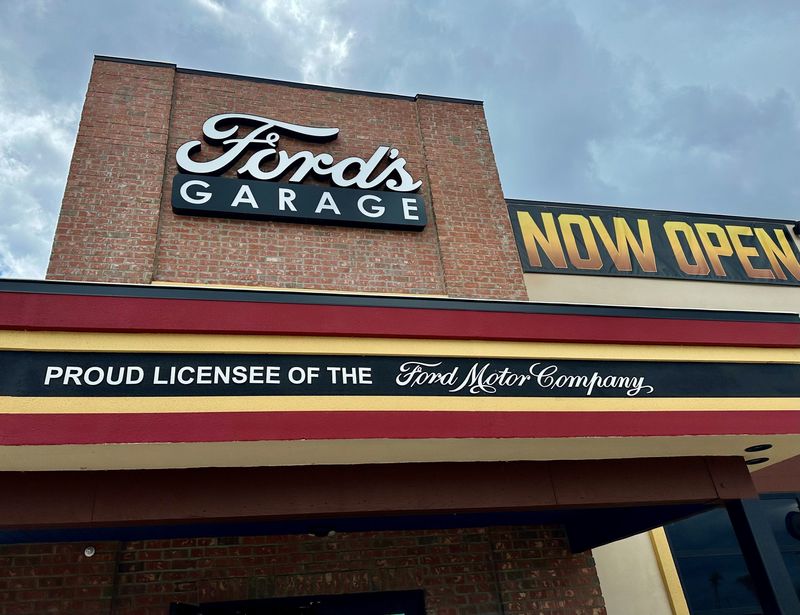 Ford's
GARAGE
NOW OPEN
PROUD LICENSEE OF THE Ford Motor Company